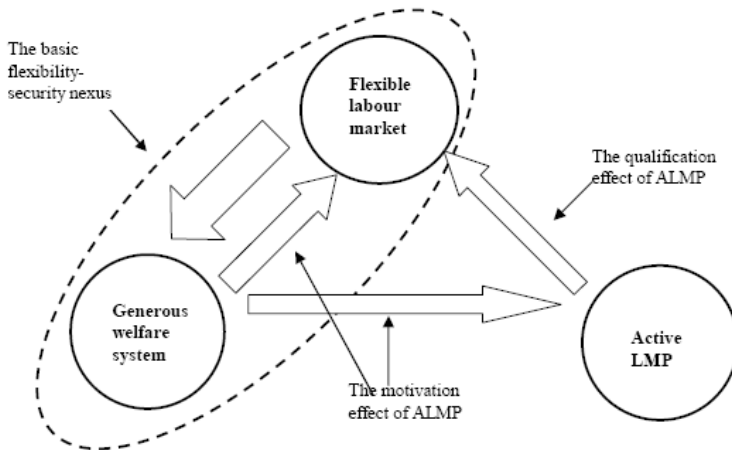 The basic
flexibility-
security nexus
Flexible
labour
market
The qualification
effect of ALMP
Generous
welfare
system
Active
LMP
The motivation
effect of ALMP